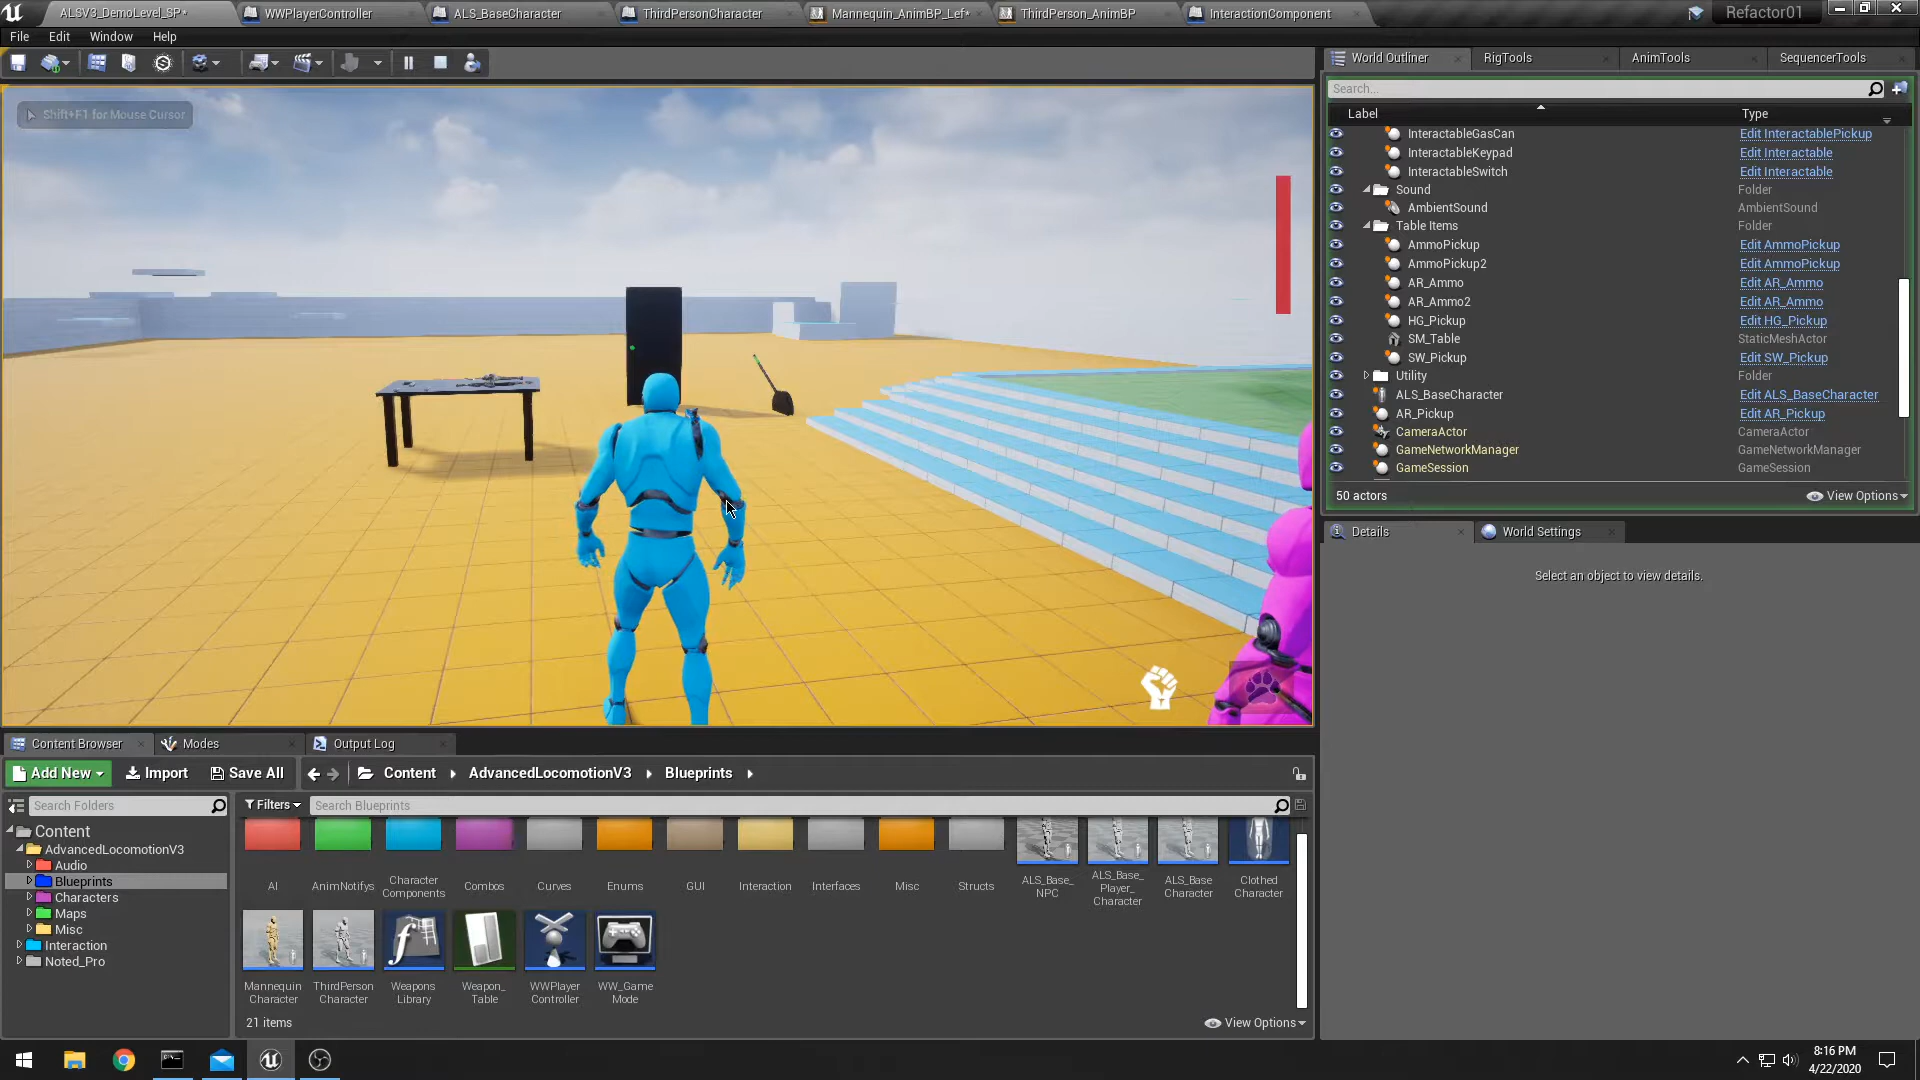 ALSV3_DemoLevel_SP*
WWPlayerController
ALS_BaseCharacter
ThirdPersonCharacter
Mannequin_AnimBP_Lef*
ThirdPerson_AnimBP
InteractionComponent
Refactor01
File Edit Window Help
World Outliner
RigTools
AnimTools
SequencerTools
Shift+F1 for Mouse Cursor
Search...
Label Type
InteractableGasCan Edit InteractablePickup
InteractableKeypad Edit Interactable
InteractableSwitch Edit Interactable
Sound Folder
AmbientSound AmbientSound
Table Items Folder
AmmoPickup Edit AmmoPickup
AmmoPickup2 Edit AmmoPickup
AR_Ammo Edit AR_Ammo
AR_Ammo2 Edit AR_Ammo
HG_Pickup Edit HG_Pickup
SM_Table StaticMeshActor
SW_Pickup Edit SW_Pickup
Utility Folder
ALS_BaseCharacter Edit ALS_BaseCharacter
AR_Pickup Edit AR_Pickup
CameraActor CameraActor
GameNetworkManager GameNetworkManager
GameSession GameSession
50 actors View Options
Details World Settings
Select an object to view details.
Content Browser Modes Output Log
Add New Import Save All Content AdvancedLocomotionV3 Blueprints
Search Folders
Filters Search Blueprints
Content
AdvancedLocomotionV3
Audio
Blueprints
Characters
Maps
Misc
Interaction
Noted_Pro
AI
AnimNotifys
Character
Components
Combos
Curves
Enums
GUI
Interaction
Interfaces
Misc
Structs
ALS_Base_
NPC
ALS_Base_
Player_
Character
ALS_Base
Character
Clothed
Character
Mannequin
Character
ThirdPerson
Character
Weapons
Library
Weapon_
Table
WWPlayer
Controller
WW_Game
Mode
21 items View Options
8:16 PM
4/22/2020